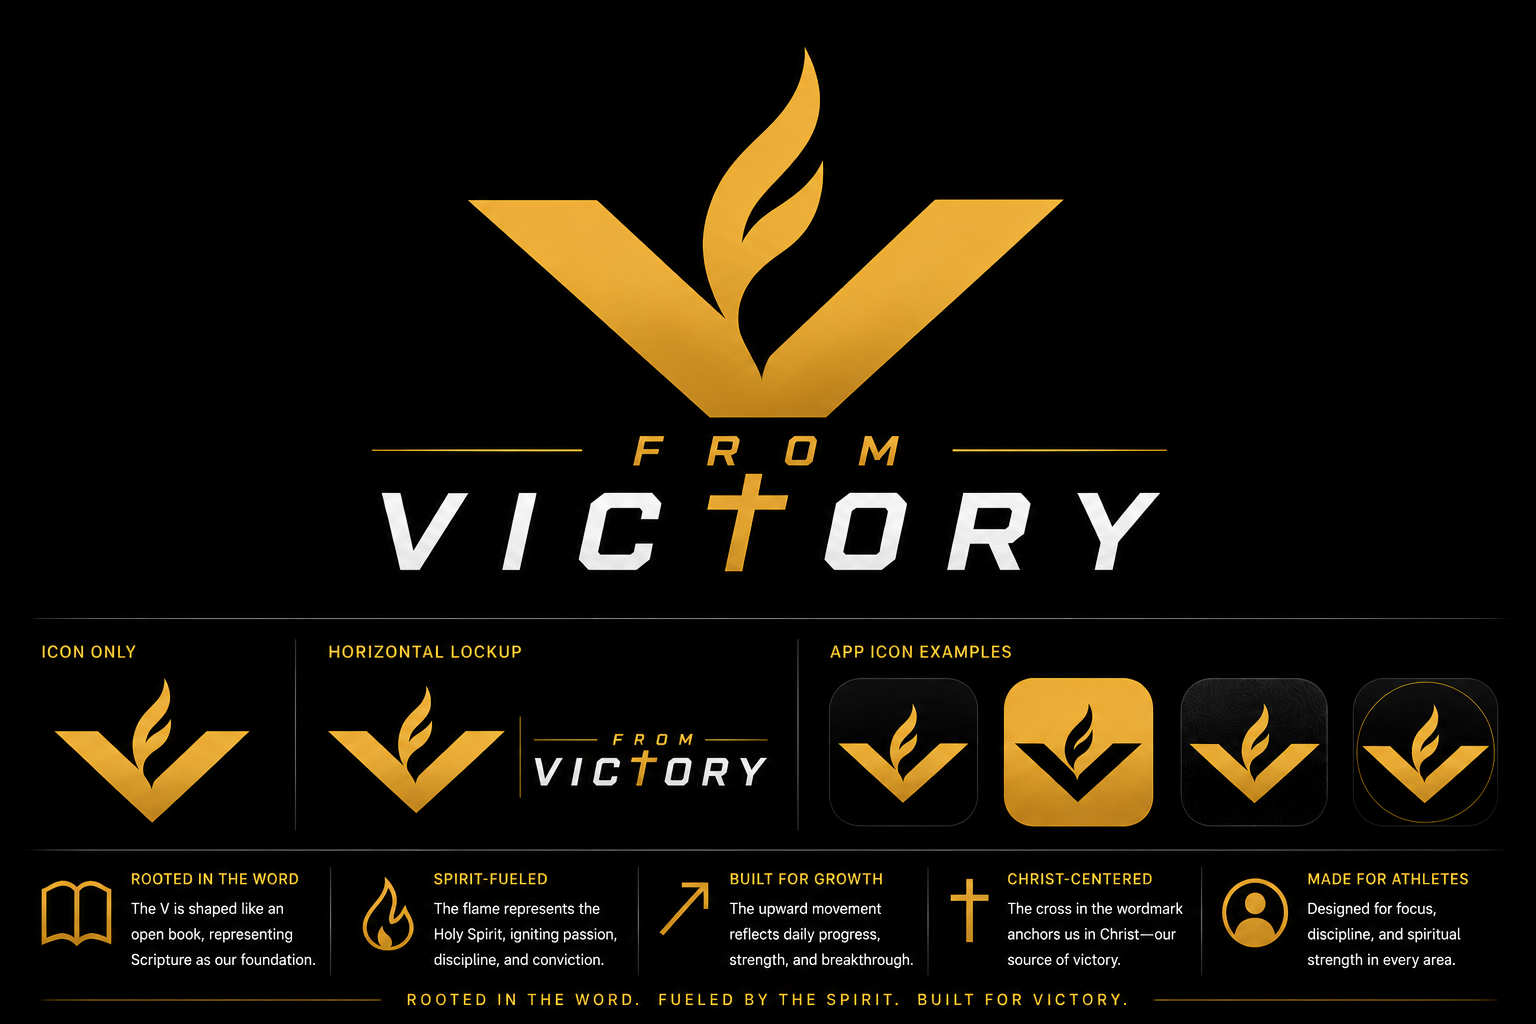 FROM
VIC✝ORY
ICON ONLY
HORIZONTAL LOCKUP
FROM
VIC✝ORY
APP ICON EXAMPLES
ROOTED IN THE WORD
The V is shaped like an
open book, representing
Scripture as our foundation.
SPIRIT-FUELED
The flame represents the
Holy Spirit, igniting passion,
discipline, and conviction.
BUILT FOR GROWTH
The upward movement
reflects daily progress,
strength, and breakthrough.
CHRIST-CENTERED
The cross in the wordmark
anchors us in Christ—our
source of victory.
MADE FOR ATHLETES
Designed for focus,
discipline, and spiritual
strength in every area.
ROOTED IN THE WORD. FUELED BY THE SPIRIT. BUILT FOR VICTORY.